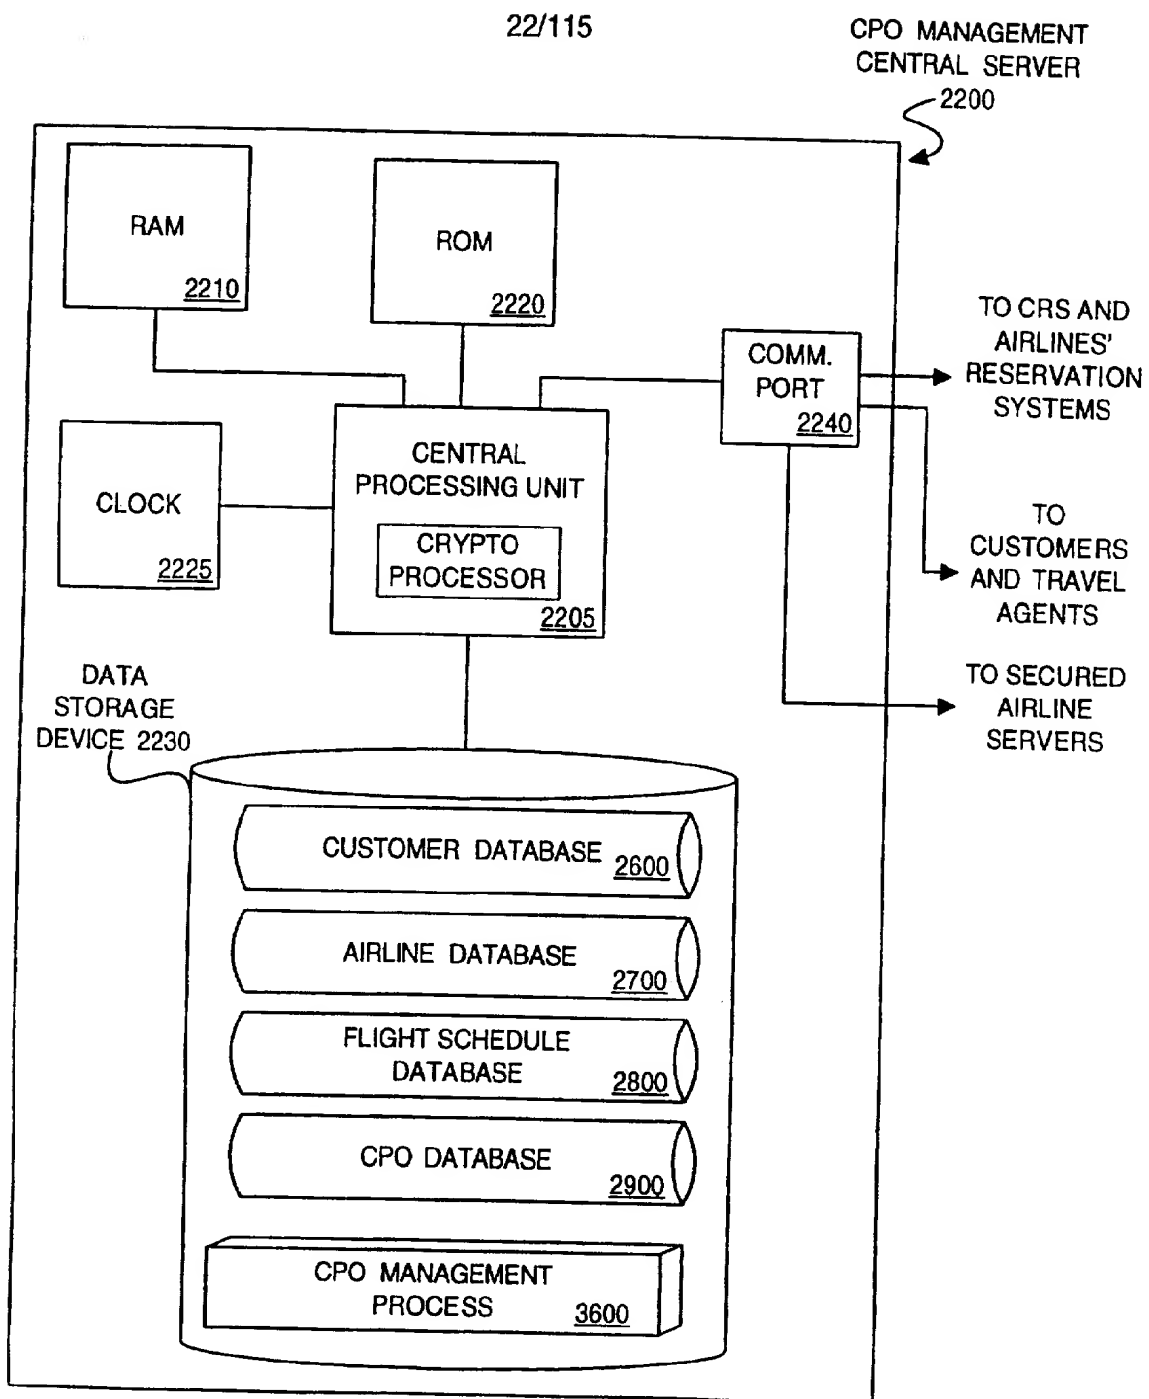 22/115
CPO MANAGEMENT
CENTRAL SERVER
2200
RAM
2210
ROM
2220
COMM.
PORT
2240
TO CRS AND
AIRLINES'
RESERVATION
SYSTEMS
CLOCK
2225
CENTRAL
PROCESSING UNIT
CRYPTO
PROCESSOR
2205
TO
CUSTOMERS
AND TRAVEL
AGENTS
TO SECURED
AIRLINE
SERVERS
DATA
STORAGE
DEVICE 2230
CUSTOMER DATABASE 2600
AIRLINE DATABASE 2700
FLIGHT SCHEDULE
DATABASE 2800
CPO DATABASE 2900
CPO MANAGEMENT
PROCESS 3600